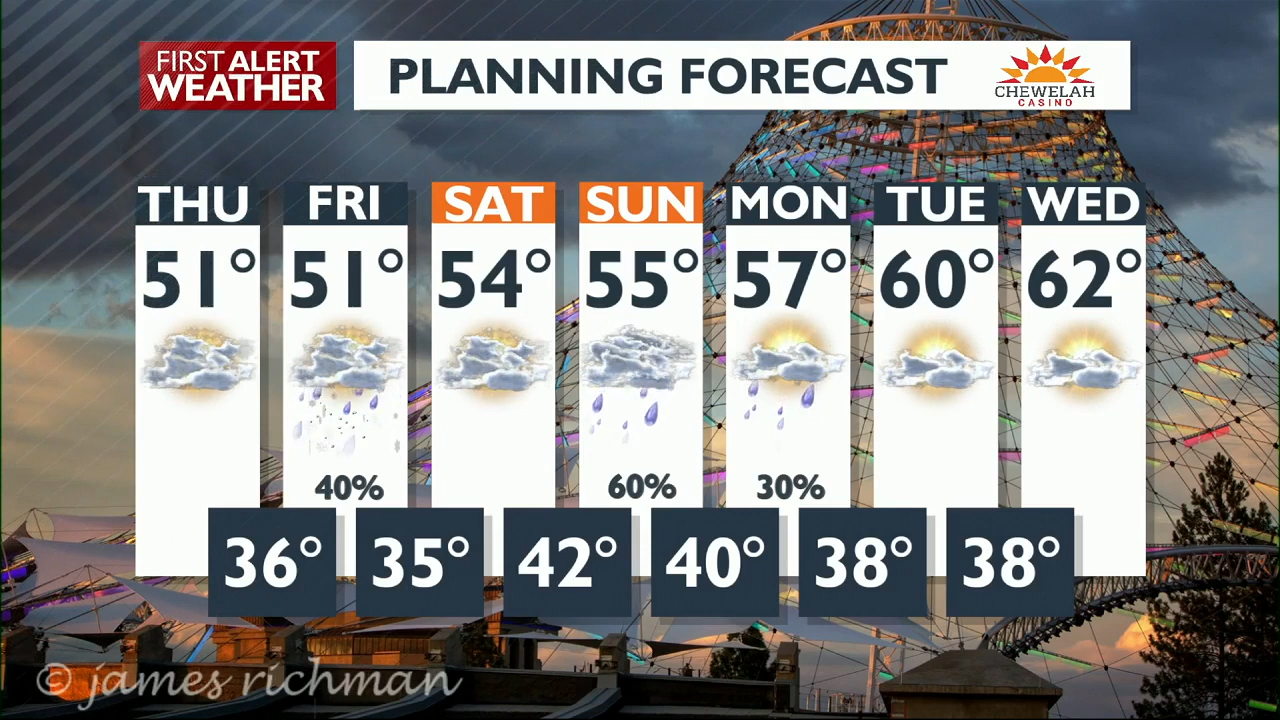 FIRST ALERT
WEATHER
PLANNING FORECAST
CHEWELAH
CASINO
THU FRI SAT SUN MON TUE WED
51° 51° 54° 55° 57° 60° 62°
40% 60% 30%
36° 35° 42° 40° 38° 38°
© james richman